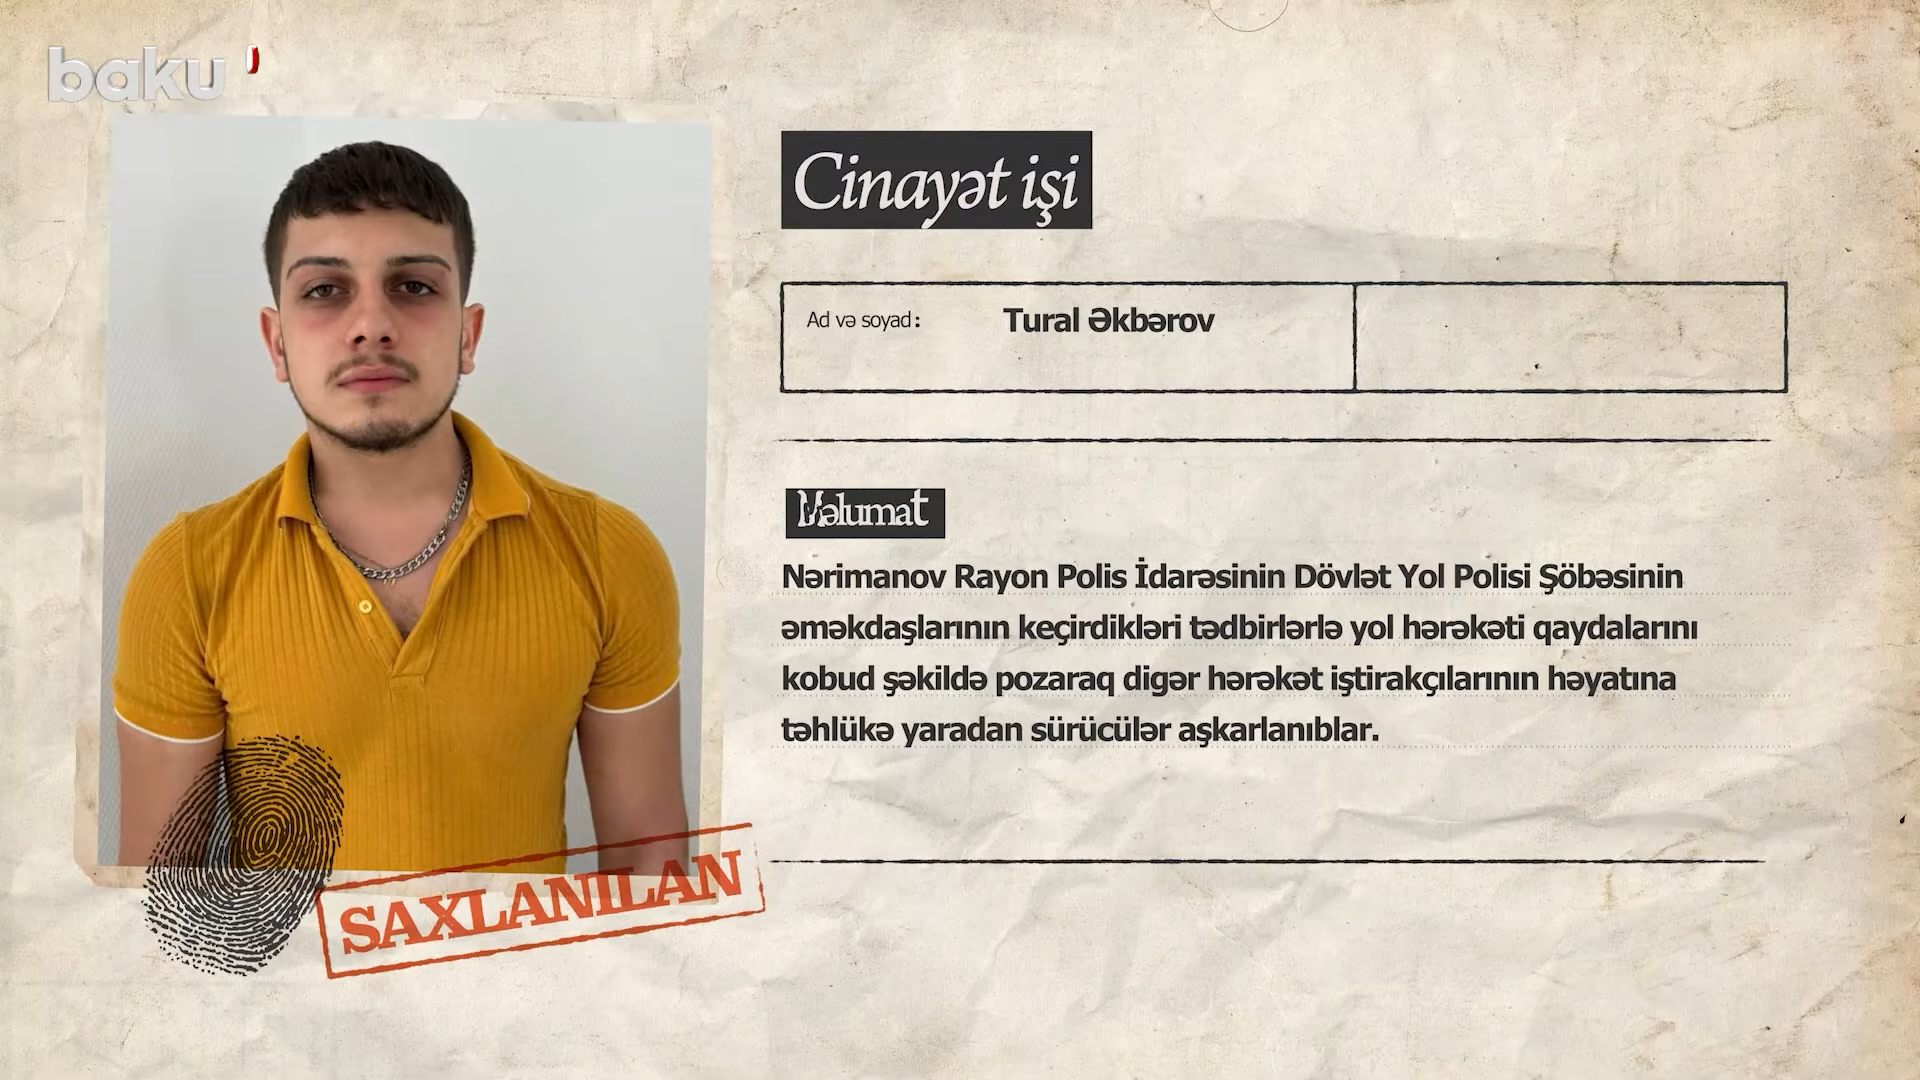 baku
Cinayət işi
Ad və soyad: Tural Əkbərov
Məlumat
Nərimanov Rayon Polis İdarəsinin Dövlət Yol Polisi Şöbəsinin
əməkdaşlarının keçirdikləri tədbirlərlə yol hərəkəti qaydalarını
kobud şəkildə pozaraq digər hərəkət iştirakçılarının həyatına
təhlükə yaradan sürücülər aşkarlanıblar.
SAXLANILAN